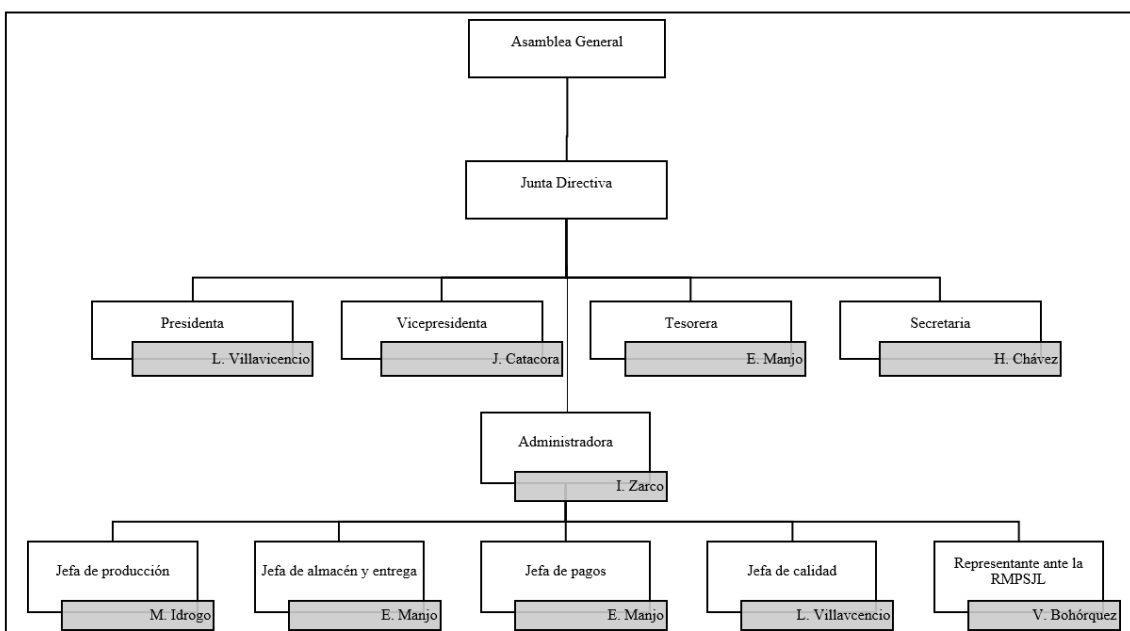 Asamblea General
Junta Directiva
Presidenta
L. Villavicencio
Vicepresidenta
J. Catacora
Tesorera
E. Manjo
Secretaria
H. Chávez
Administradora
I. Zarco
Jefa de producción
M. Idrogo
Jefa de almacén y entrega
E. Manjo
Jefa de pagos
E. Manjo
Jefa de calidad
L. Villavcencio
Representante ante la
RMPSJL
V. Bohórquez